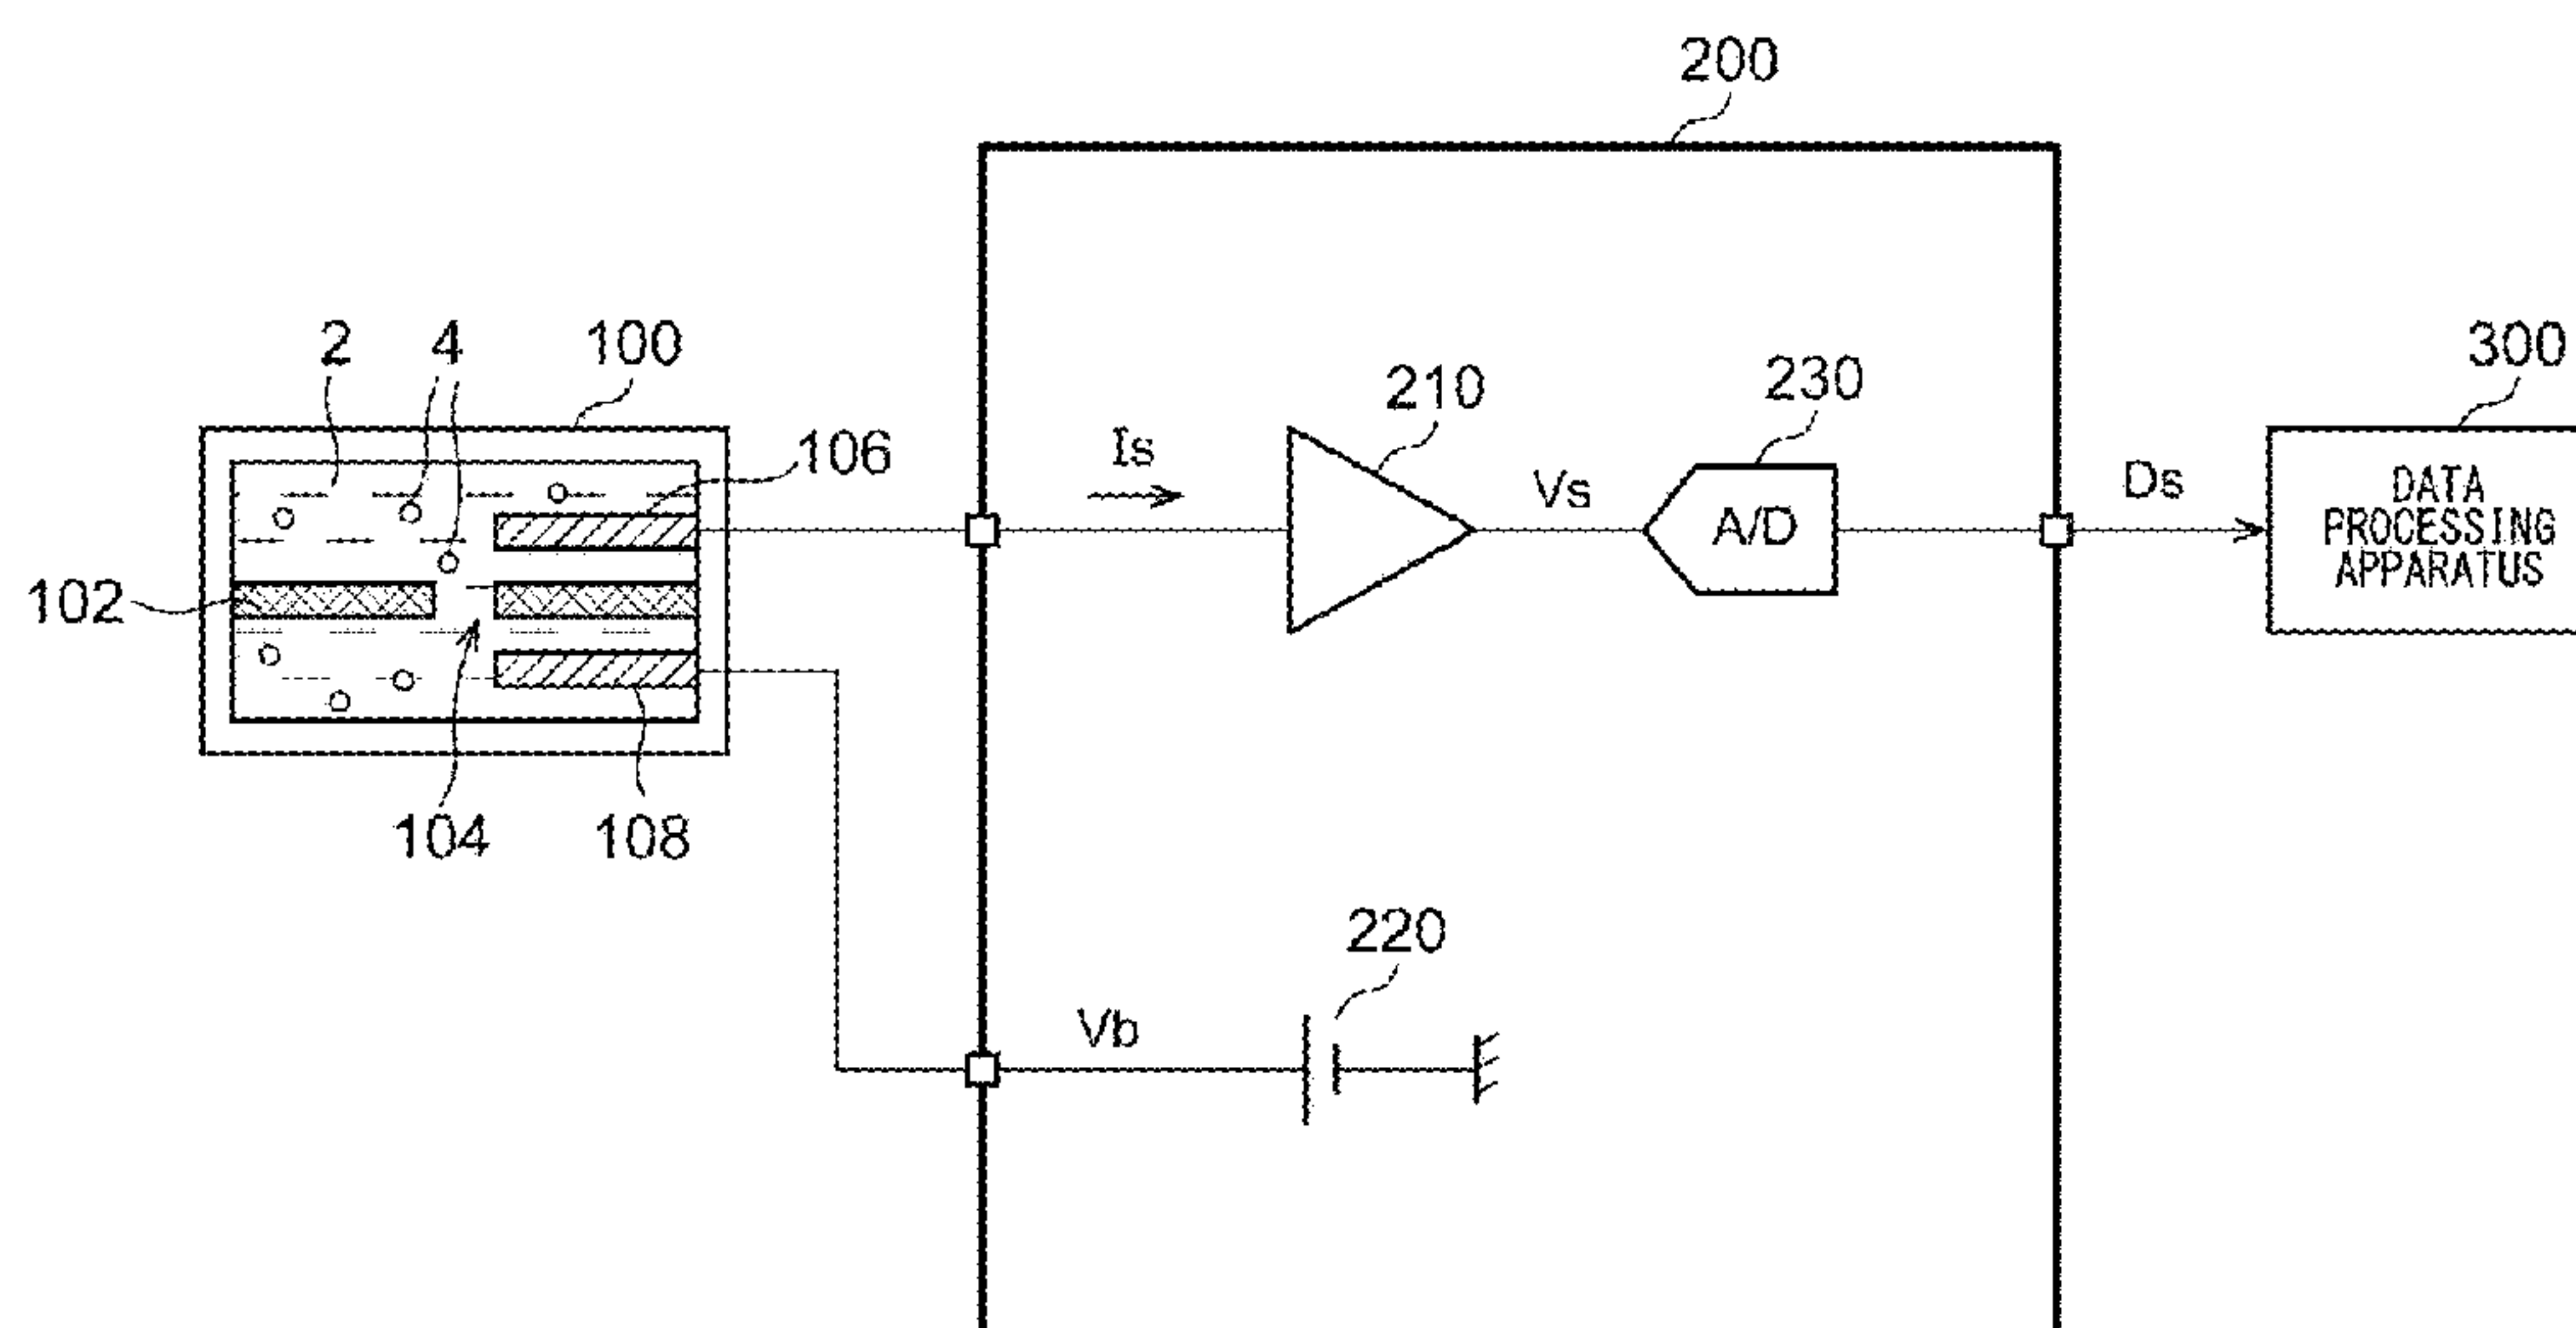 200
2
4
100
106
210
230
300
Is
Vs
A/D
Ds
DATA
PROCESSING
APPARATUS
102
104
108
220
Vb